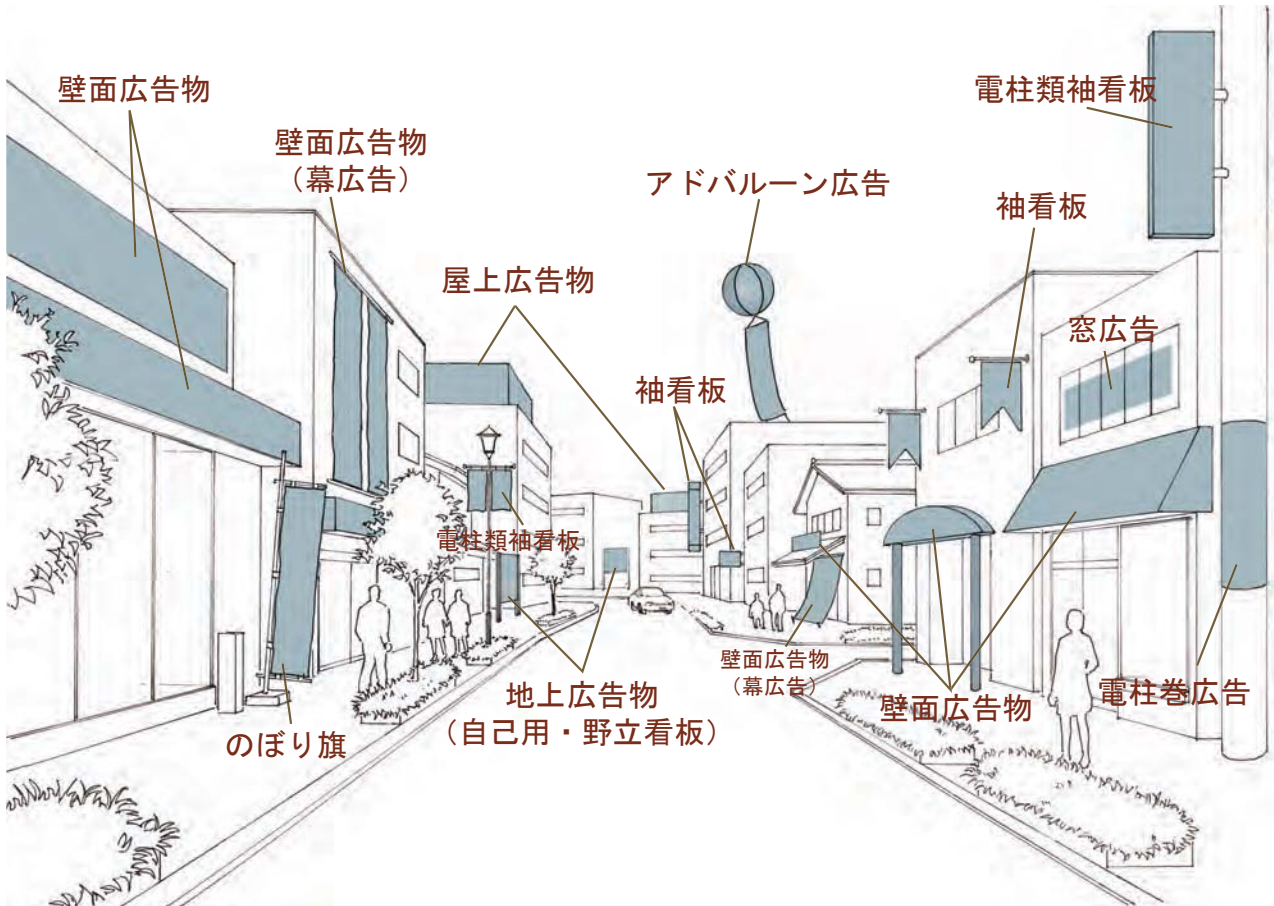 電柱類袖看板
壁面広告物
壁面広告物
（幕広告）
アドバルーン広告
袖看板
屋上広告物
窓広告
袖看板
電柱類袖看板
壁面広告物
（幕広告）
地上広告物
（自己用・野立看板）
壁面広告物
電柱巻広告
のぼり旗